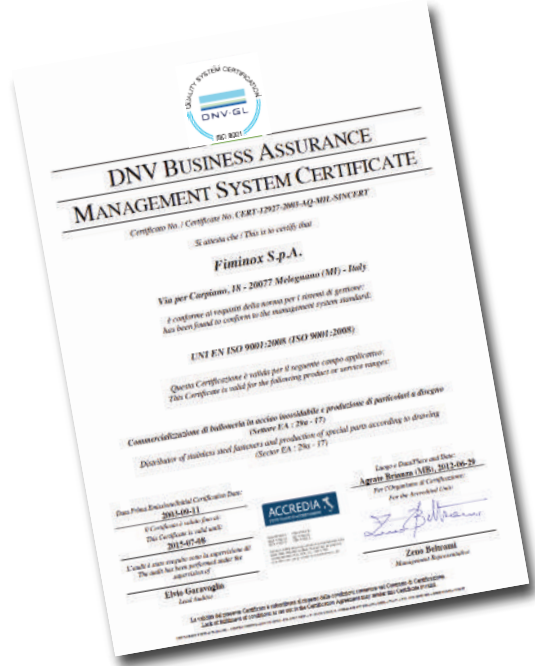 QUALITY SYSTEM CERTIFICATION
DNV·GL
ISO 9001
DNV BUSINESS ASSURANCE
MANAGEMENT SYSTEM CERTIFICATE
Certificato No. / Certificate No. CERT-12927-2003-AQ-MIL-SINCERT
Si attesta che / This is to certify that
Fiminox S.p.A.
Via per Carpiano, 18 - 20077 Melegnano (MI) - Italy
è conforme ai requisiti della norma per i sistemi di gestione:
has been found to conform to the management system standard:
UNI EN ISO 9001:2008 (ISO 9001:2008)
Questa Certificazione è valida per il seguente campo applicativo:
This Certificate is valid for the following product or service ranges:
Commercializzazione di bulloneria in acciaio inossidabile e produzione di particolari a disegno
(Settore EA : 29a - 17)
Distributor of stainless steel fasteners and production of special parts according to drawing
(Sector EA : 29a - 17)
Data Prima Emissione/Initial Certification Date:
2003-09-11
Il Certificato è valido fino al:
This Certificate is valid until:
2015-07-08
L'audit è stato eseguito sotto la supervisione di
The audit has been performed under the
supervision of
Elvio Garavaglia
Lead Auditor
ACCREDIA
Luogo e Data/Place and Date:
Agrate Brianza (MB), 2012-06-29
Per l'Organismo di Certificazione:
For the Accredited Unit:
Zeno Beltrami
Management Representative